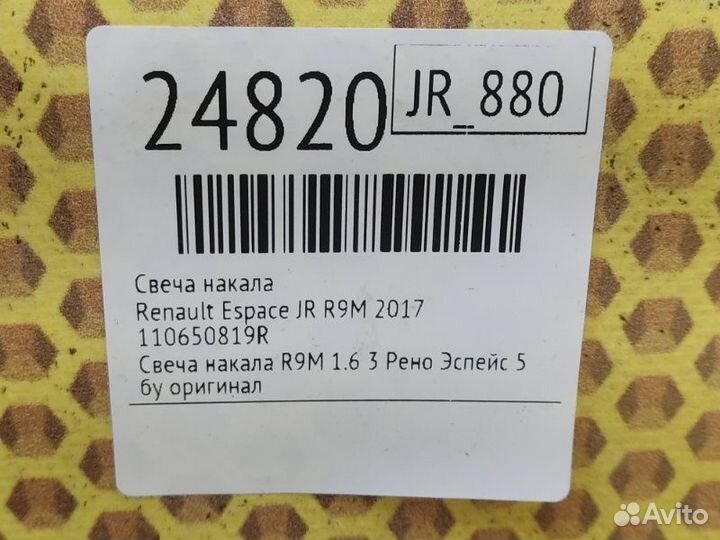 24820
JR_880
Свеча накала
Renault Espace JR R9M 2017
110650819R
Свеча накала R9M 1.6 3 Рено Эспейс 5
бу оригинал
Avito